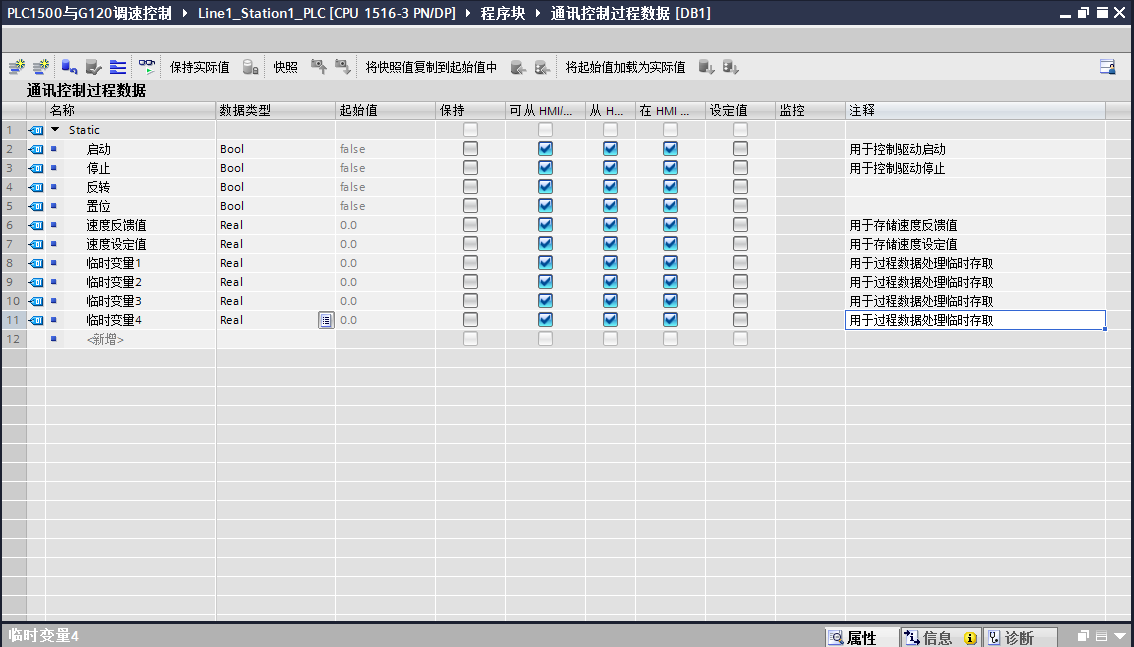 PLC1500与G120调速控制 Line1_Station1_PLC [CPU 1516-3 PN/DP] 程序块 通讯控制过程数据 [DB1]
保持实际值 快照 将快照值复制到起始值中 将起始值加载为实际值
通讯控制过程数据
名称 数据类型 起始值 保持 可从 HMI/... 从 H... 在 HMI ... 设定值 监控 注释
1 Static
2 启动 Bool false 用于控制驱动启动
3 停止 Bool false 用于控制驱动停止
4 反转 Bool false
5 置位 Bool false
6 速度反馈值 Real 0.0 用于存储速度反馈值
7 速度设定值 Real 0.0 用于存储速度设定值
8 临时变量1 Real 0.0 用于过程数据处理临时存取
9 临时变量2 Real 0.0 用于过程数据处理临时存取
10 临时变量3 Real 0.0 用于过程数据处理临时存取
11 临时变量4 Real 0.0 用于过程数据处理临时存取
12 <新增>
临时变量4 属性 信息 诊断